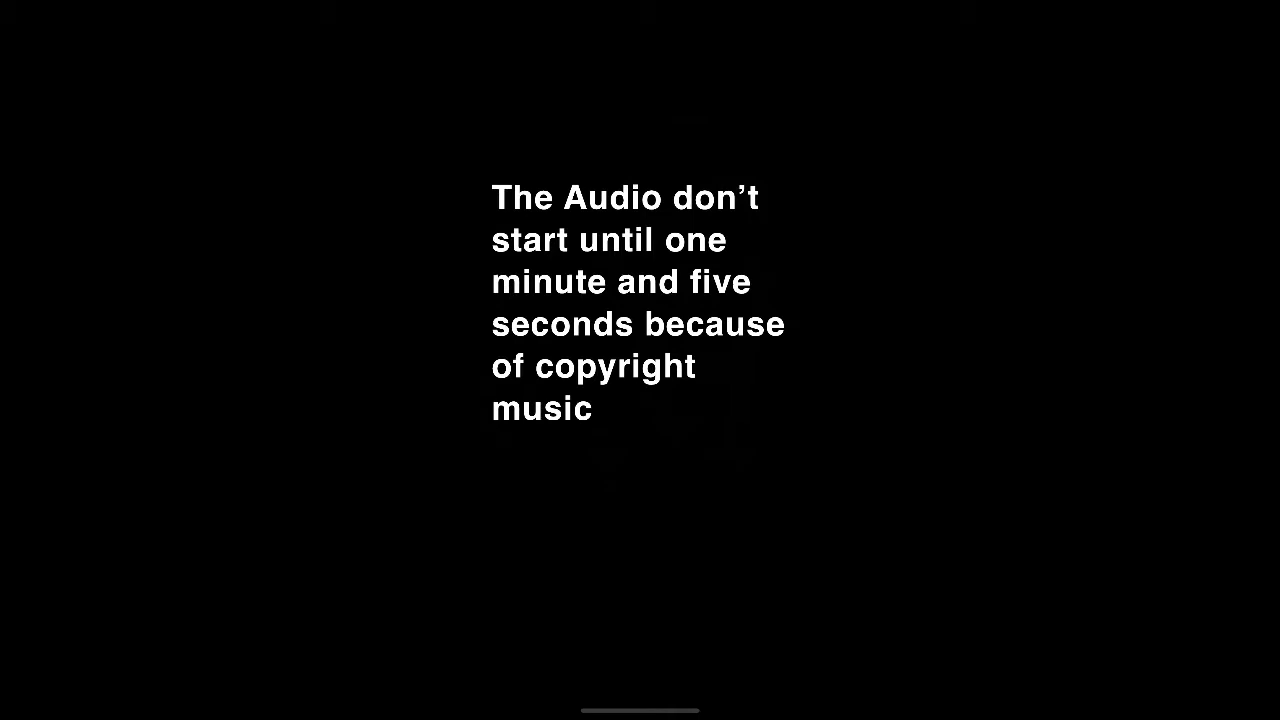 The Audio don’t
start until one
minute and five
seconds because
of copyright
music